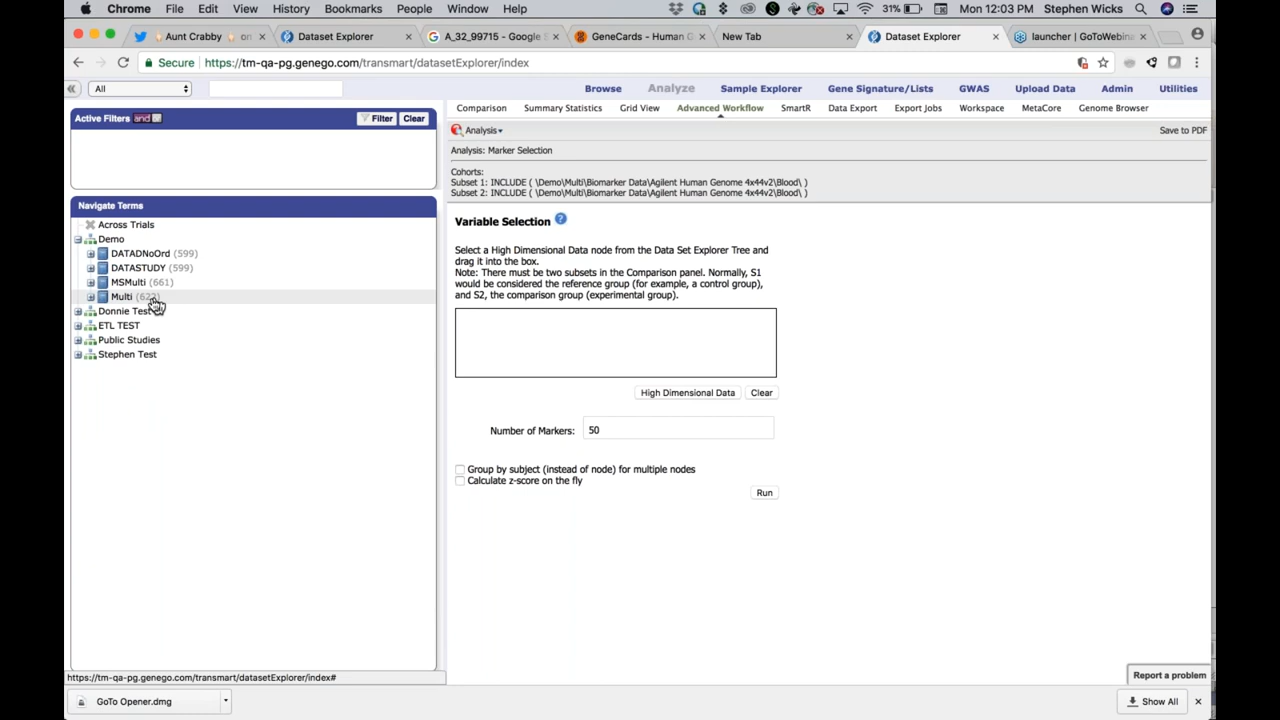 Chrome File Edit View History Bookmarks People Window Help 31% Mon 12:03 PM Stephen Wicks
Aunt Crabby on Dataset Explorer A_32_99715 - Google S GeneCards - Human G New Tab Dataset Explorer launcher | GoToWebina
Secure https://tm-qa-pg.genego.com/transmart/datasetExplorer/index
All Browse Analyze Sample Explorer Gene Signature/Lists GWAS Upload Data Admin Utilities
Comparison Summary Statistics Grid View Advanced Workflow SmartR Data Export Export Jobs Workspace MetaCore Genome Browser
Active Filters and Filter Clear
Analysis Save to PDF
Analysis: Marker Selection
Cohorts:
Subset 1: INCLUDE ( \Demo\Multi\Biomarker Data\Agilent Human Genome 4x44v2\Blood\ )
Subset 2: INCLUDE ( \Demo\Multi\Biomarker Data\Agilent Human Genome 4x44v2\Blood\ )
Navigate Terms
Across Trials
Demo
DATADNoOrd (599)
DATASTUDY (599)
MSMulti (661)
Multi
Donnie Test
ETL TEST
Public Studies
Stephen Test
Variable Selection ?
Select a High Dimensional Data node from the Data Set Explorer Tree and
drag it into the box.
Note: There must be two subsets in the Comparison panel. Normally, S1
would be considered the reference group (for example, a control group),
and S2, the comparison group (experimental group).
High Dimensional Data Clear
Number of Markers: 50
Group by subject (instead of node) for multiple nodes
Calculate z-score on the fly
Run
https://tm-qa-pg.genego.com/transmart/datasetExplorer/index#
Report a problem
GoTo Opener.dmg Show All